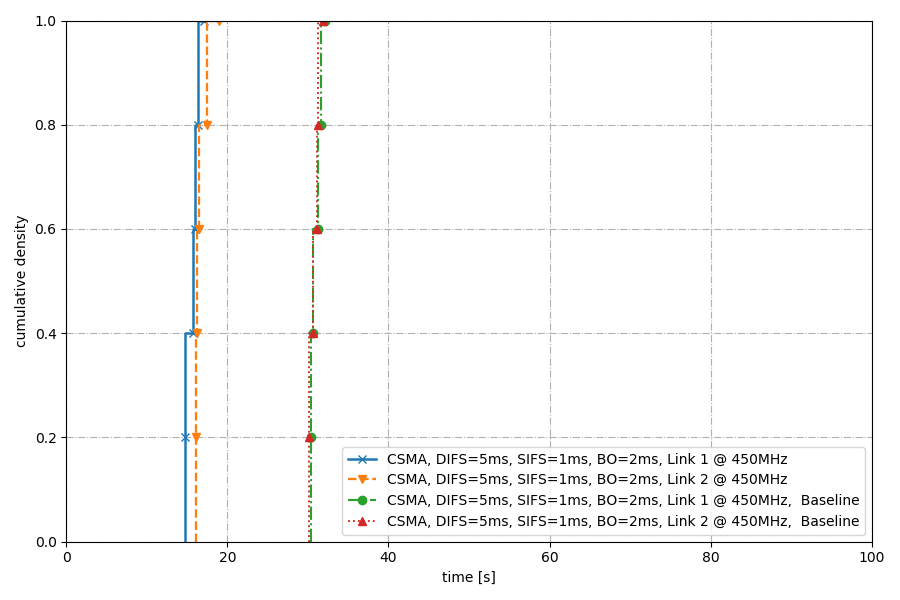 1.0
0.8
0.6
0.4
0.2
0.0
cumulative density
0
20
40
60
80
100
time [s]
CSMA, DIFS=5ms, SIFS=1ms, BO=2ms, Link 1 @ 450MHz
CSMA, DIFS=5ms, SIFS=1ms, BO=2ms, Link 2 @ 450MHz
CSMA, DIFS=5ms, SIFS=1ms, BO=2ms, Link 1 @ 450MHz,  Baseline
CSMA, DIFS=5ms, SIFS=1ms, BO=2ms, Link 2 @ 450MHz,  Baseline